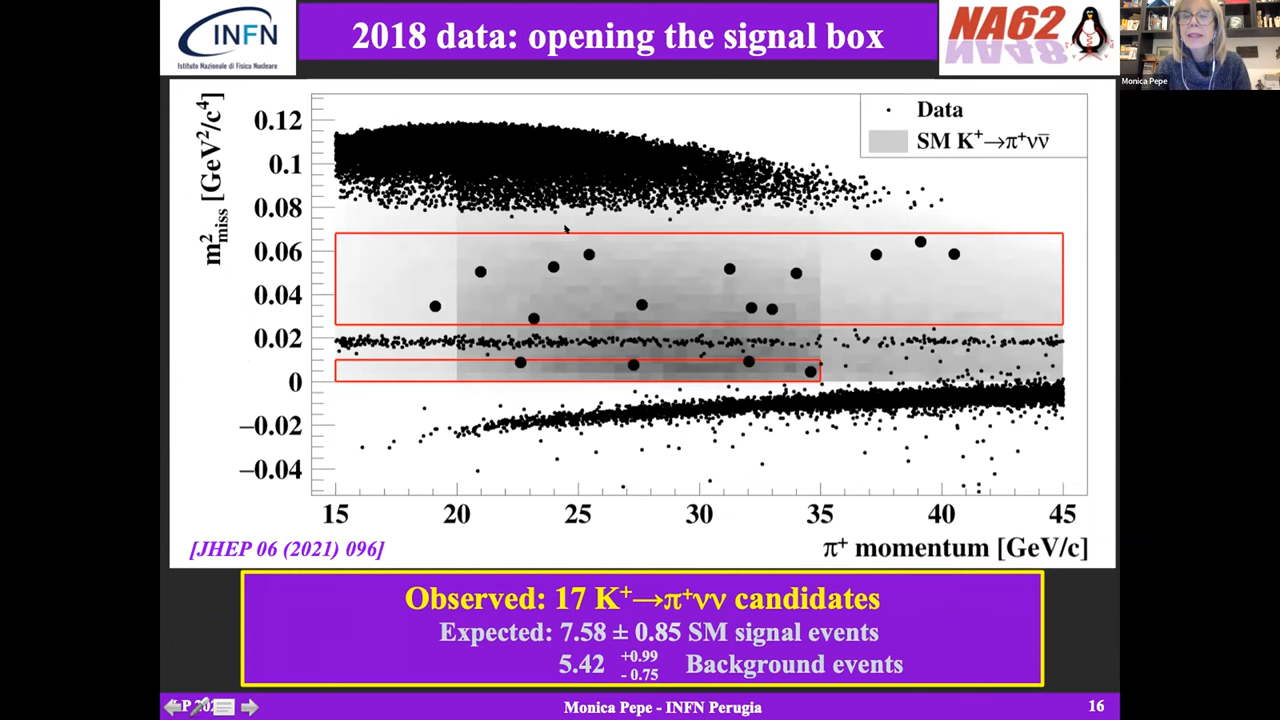 INFN
Istituto Nazionale di Fisica Nucleare
2018 data: opening the signal box
NA62
NA48
Monica Pepe
m²miss [GeV²/c⁴]
0.12
0.1
0.08
0.06
0.04
0.02
0
−0.02
−0.04
Data
SM K⁺→π⁺νν̄
15 20 25 30 35 40 45
π⁺ momentum [GeV/c]
[JHEP 06 (2021) 096]
Observed: 17 K⁺→π⁺νν candidates
Expected: 7.58 ± 0.85 SM signal events
5.42 +0.99 - 0.75 Background events
Monica Pepe - INFN Perugia
16